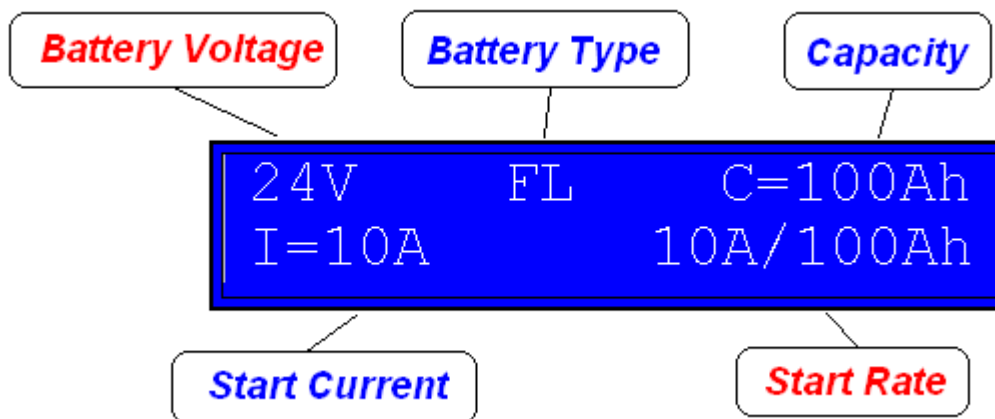 Battery Voltage Battery Type Capacity
24V FL C=100Ah
I=10A 10A/100Ah
Start Current Start Rate